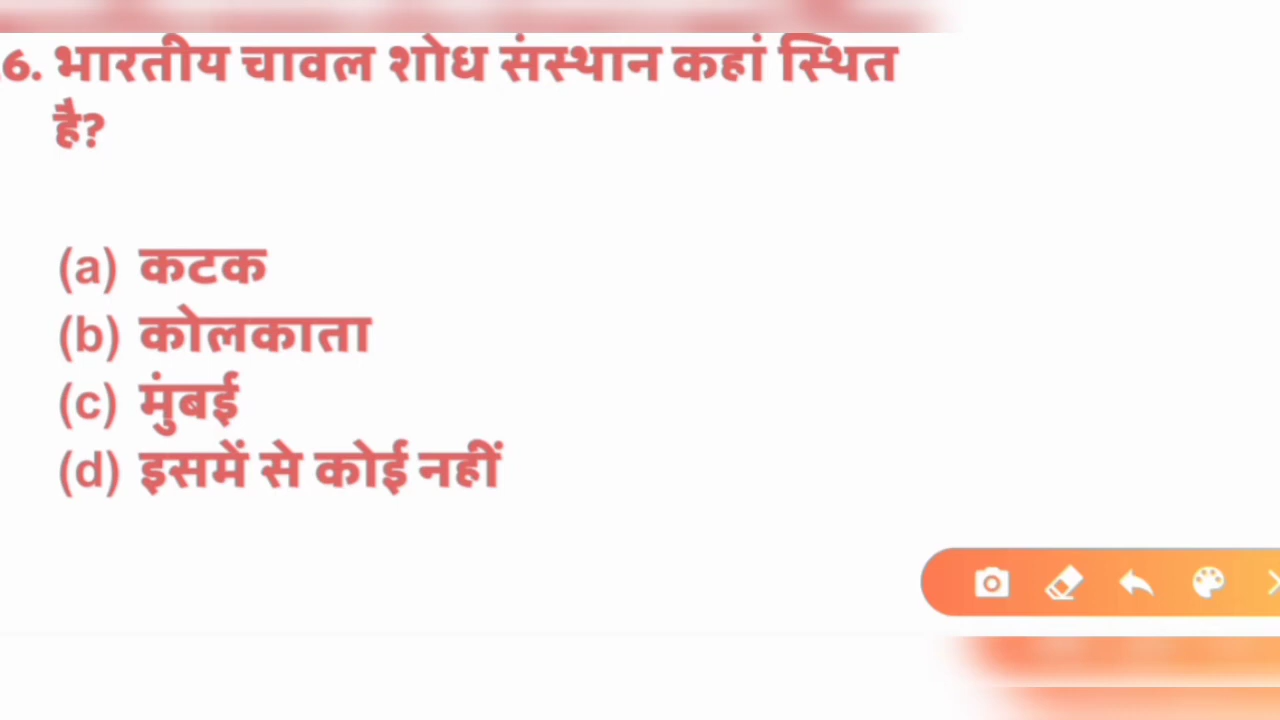 6. भारतीय चावल शोध संस्थान कहां स्थित
है?
(a) कटक
(b) कोलकाता
(c) मुंबई
(d) इसमें से कोई नहीं